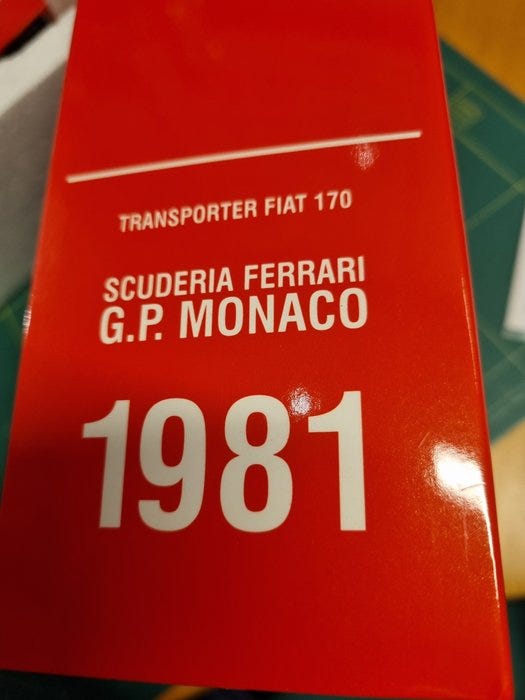 TRANSPORTER FIAT 170
SCUDERIA FERRARI
G.P. MONACO
1981